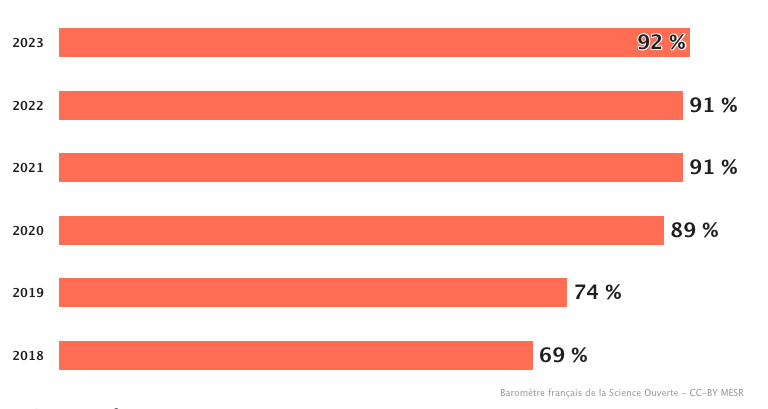 2023 92 %
2022 91 %
2021 91 %
2020 89 %
2019 74 %
2018 69 %
Baromètre français de la Science Ouverte - CC-BY MESR